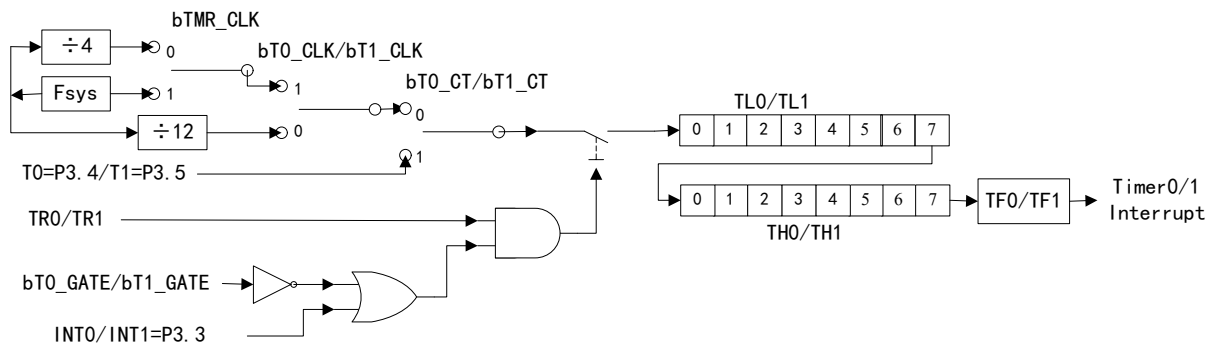 bTMR_CLK
÷4
0
bT0_CLK/bT1_CLK
bT0_CT/bT1_CT
Fsys
1
1
TL0/TL1
0
÷12
0
0 1 2 3 4 5 6 7
1
T0=P3.4/T1=P3.5
0 1 2 3 4 5 6 7
TF0/TF1
Timer0/1
Interrupt
TR0/TR1
TH0/TH1
bT0_GATE/bT1_GATE
INT0/INT1=P3.3